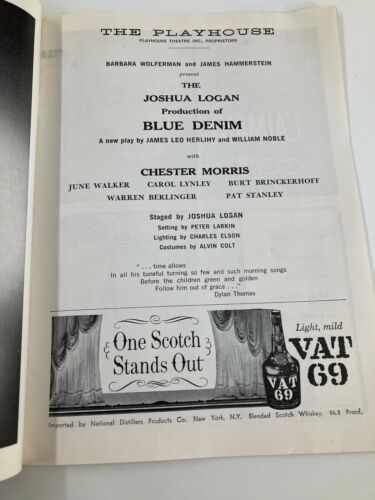 THE PLAYHOUSE
PLAYHOUSE THEATRE INC., PROPRIETORS
BARBARA WOLFERMAN and JAMES HAMMERSTEIN
present
THE
JOSHUA LOGAN
Production of
BLUE DENIM
A new play by JAMES LEO HERLIHY and WILLIAM NOBLE
with
CHESTER MORRIS
JUNE WALKER CAROL LYNLEY BURT BRINCKERHOFF
WARREN BERLINGER PAT STANLEY
Staged by JOSHUA LOGAN
Setting by PETER LARKIN
Lighting by CHARLES ELSON
Costumes by ALVIN COLT
". . . time allows
In all his tuneful turning so few and such morning songs
Before the children green and golden
Follow him out of grace . . ."
Dylan Thomas
One Scotch
Stands Out
Light, mild
VAT
69
VAT
69
Imported by National Distillers Products Co. New York, N.Y. Blended Scotch Whiskey. 86.8 Proof.